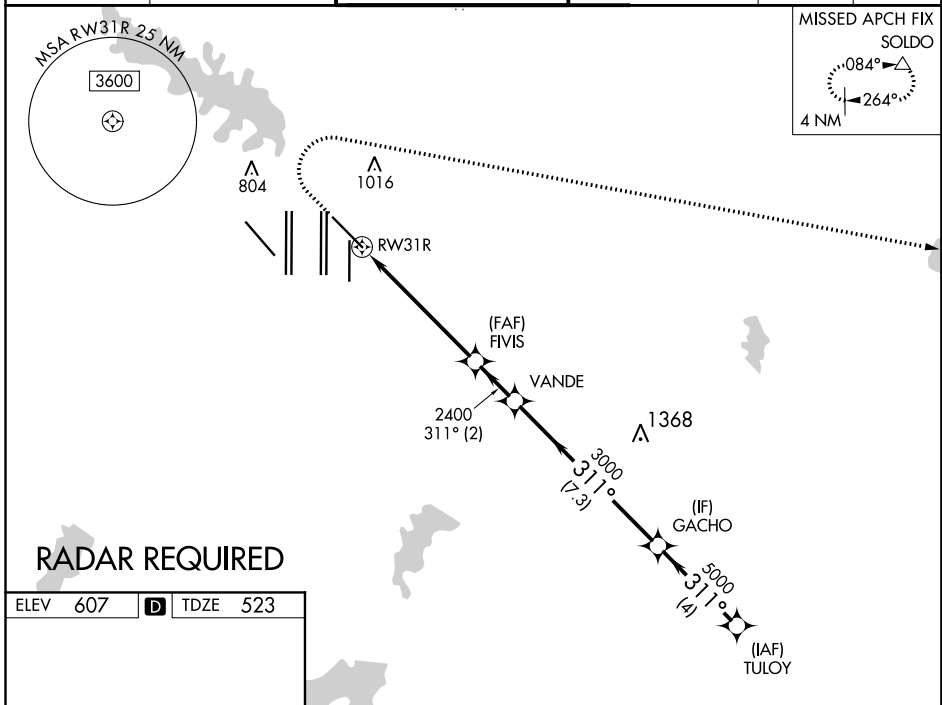 MISSED APCH FIX
SOLDO
084°
264°
4 NM
MSA RW31R 25 NM
3600
804
1016
RW31R
(FAF)
FIVIS
VANDE
2400
311° (2)
1368
3000
311°
(7.3)
(IF)
GACHO
5000
311°
(4)
(IAF)
TULOY
RADAR REQUIRED
ELEV 607 D TDZE 523